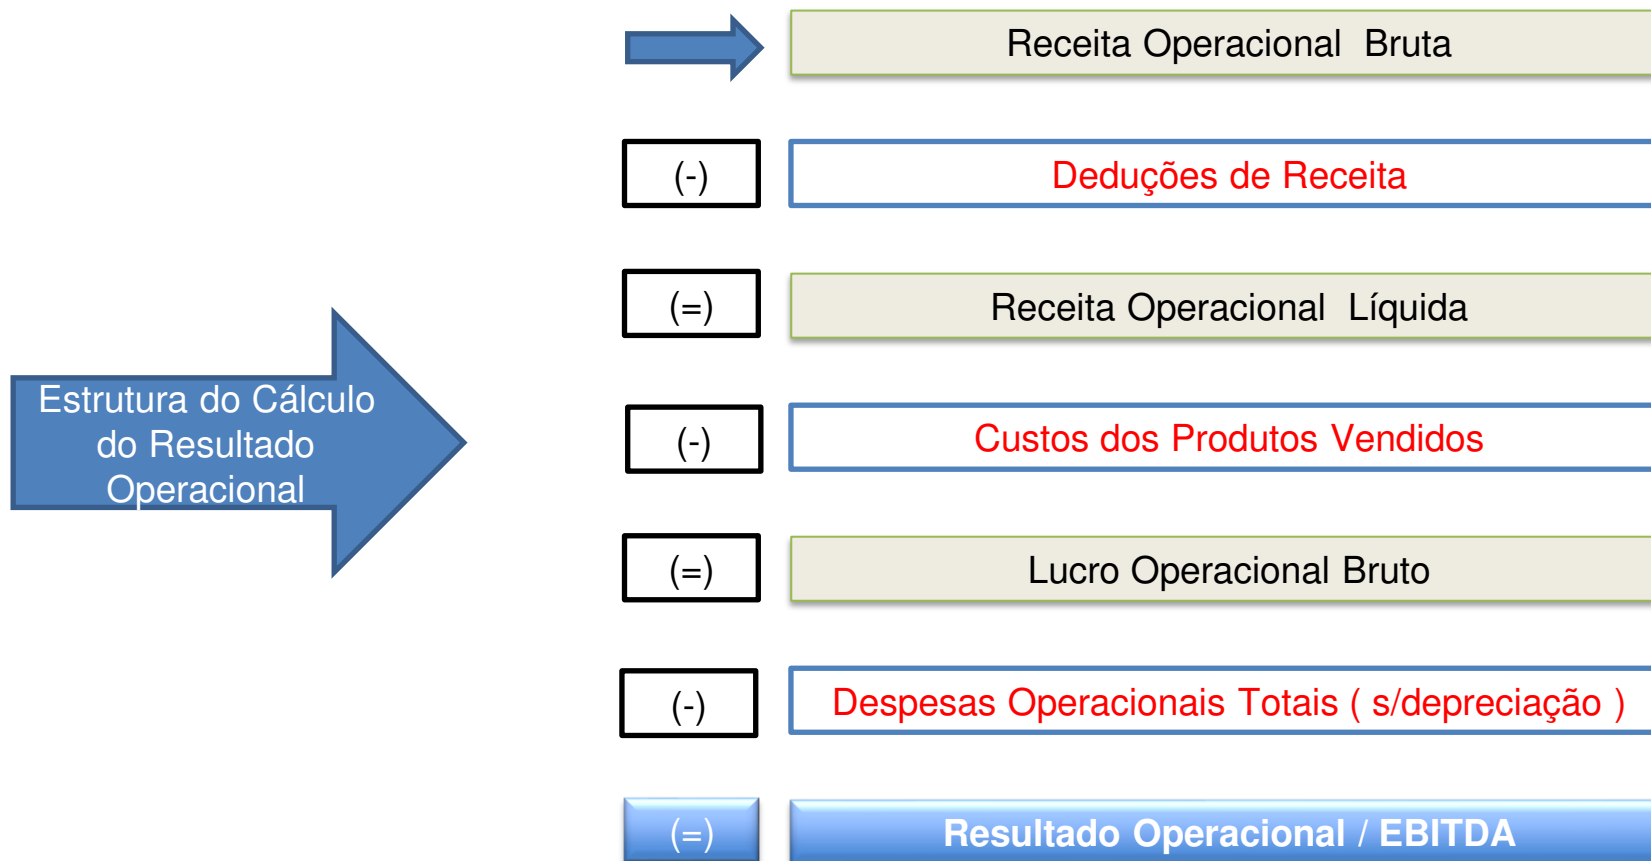 Receita Operacional Bruta
(-) Deduções de Receita
(=) Receita Operacional Líquida
Estrutura do Cálculo
do Resultado
Operacional
(-) Custos dos Produtos Vendidos
(=) Lucro Operacional Bruto
(-) Despesas Operacionais Totais ( s/depreciação )
(=) Resultado Operacional / EBITDA